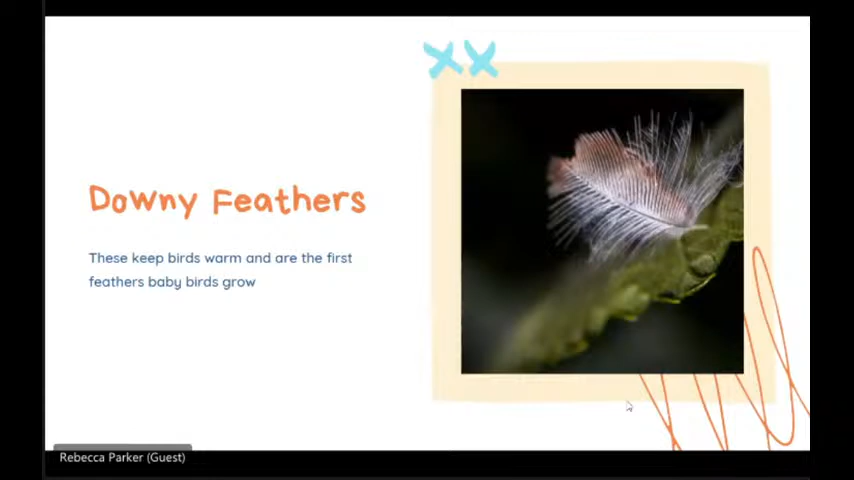 Downy Feathers
These keep birds warm and are the first
feathers baby birds grow
Rebecca Parker (Guest)